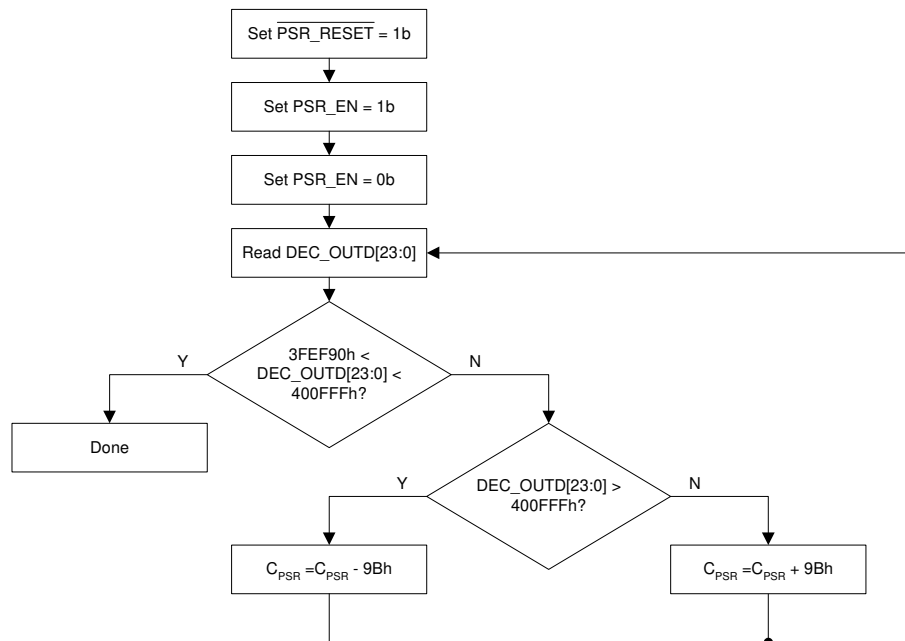 Set PSR_RESET = 1b
Set PSR_EN = 1b
Set PSR_EN = 0b
Read DEC_OUTD[23:0]
3FEF90h <
DEC_OUTD[23:0] <
400FFFh?
Y
N
Done
DEC_OUTD[23:0] >
400FFFh?
Y
N
CPSR =CPSR - 9Bh
CPSR =CPSR + 9Bh